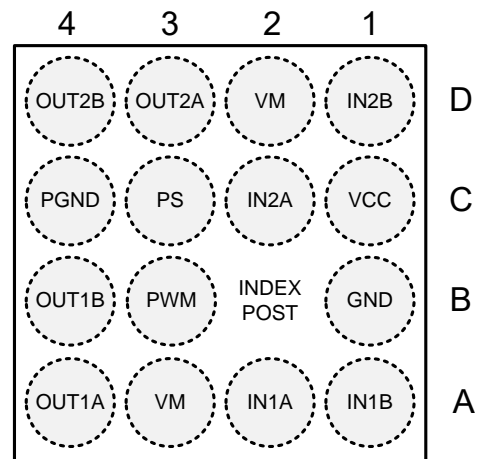 4 3 2 1
OUT2B OUT2A VM IN2B D
PGND PS IN2A VCC C
OUT1B PWM INDEX
POST GND B
OUT1A VM IN1A IN1B A